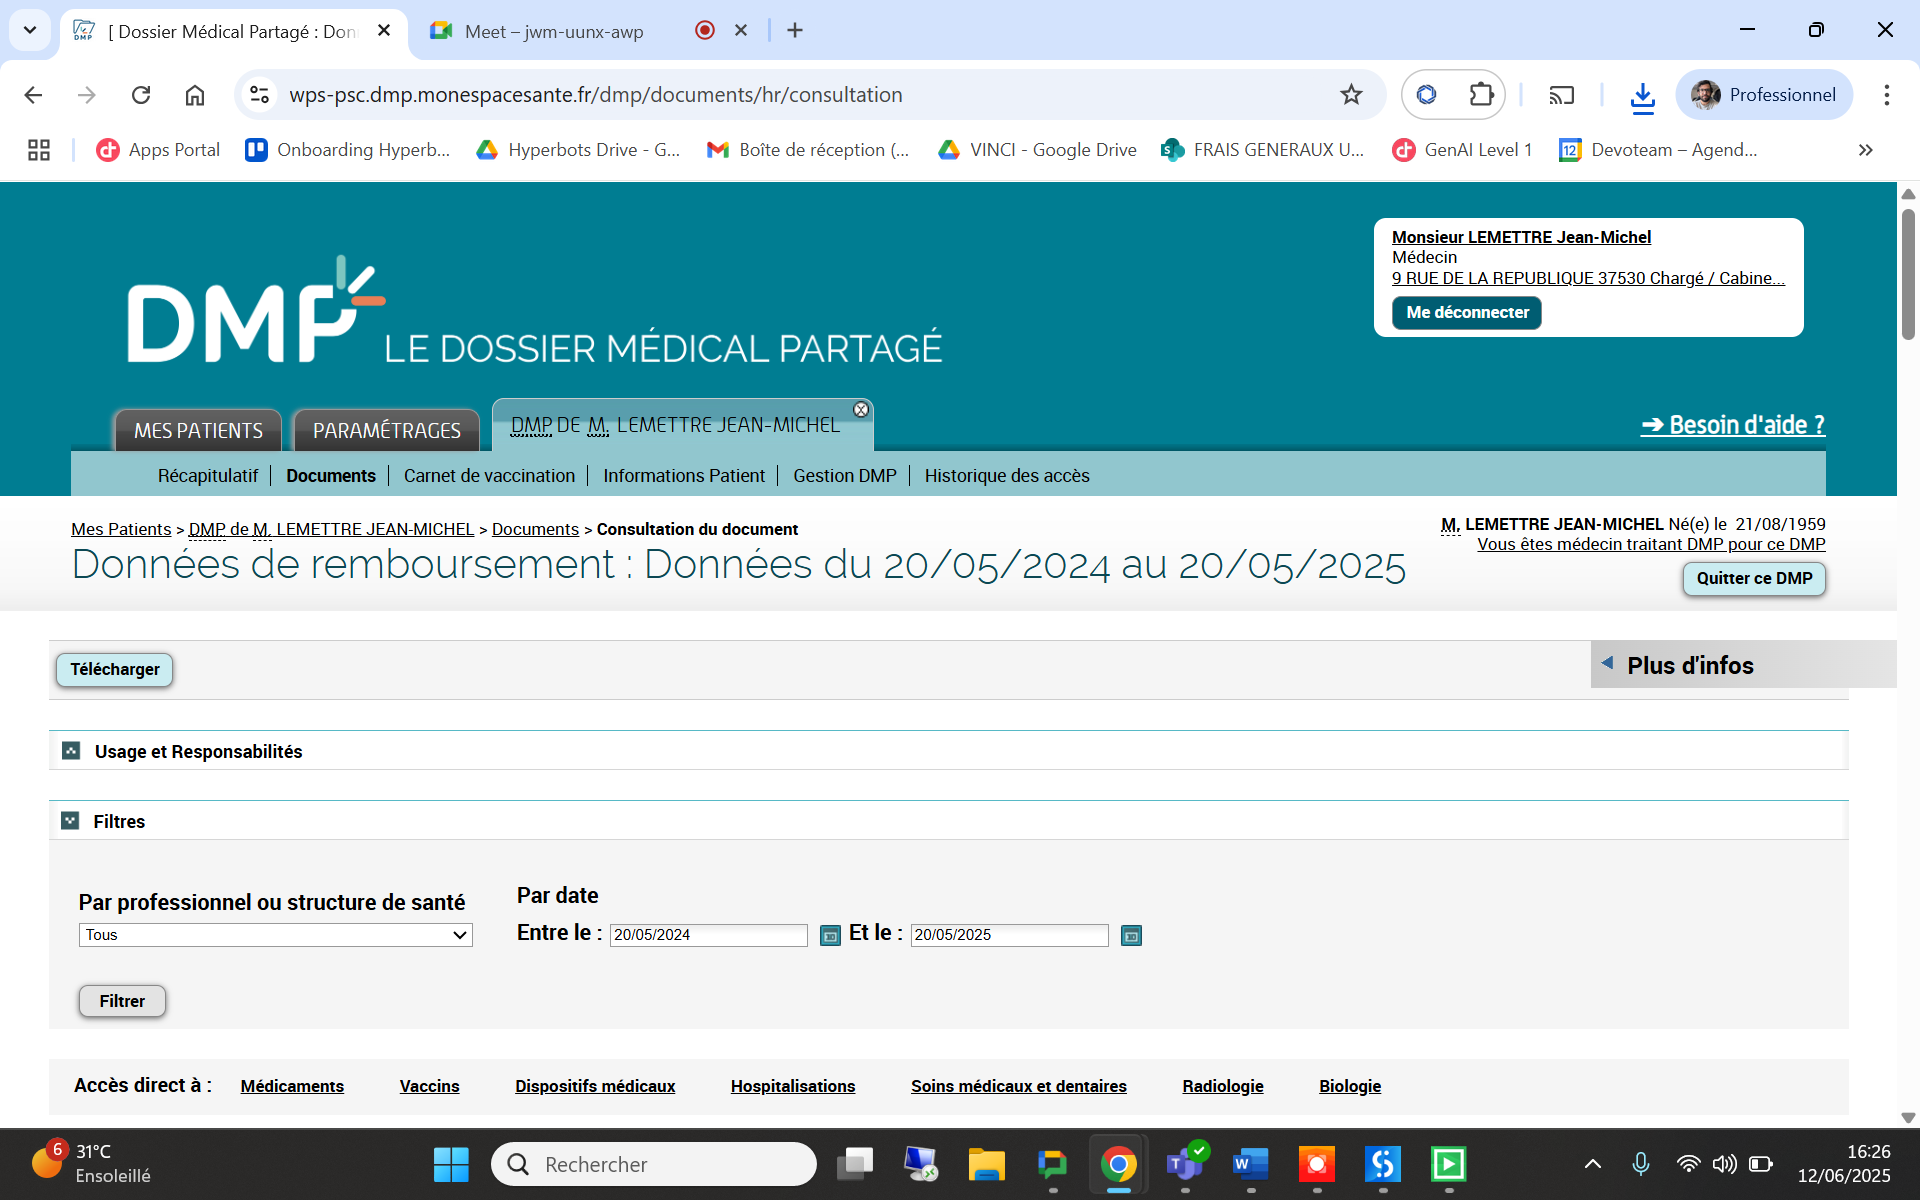 [ Dossier Médical Partagé : Don
Meet – jwm-uunx-awp
wps-psc.dmp.monespacesante.fr/dmp/documents/hr/consultation
Professionnel
Apps Portal
Onboarding Hyperb...
Hyperbots Drive - G...
Boîte de réception (...
VINCI - Google Drive
FRAIS GENERAUX U...
GenAI Level 1
12
Devoteam – Agend...
Monsieur LEMETTRE Jean-Michel
Médecin
9 RUE DE LA REPUBLIQUE 37530 Chargé / Cabine...
Me déconnecter
DMP LE DOSSIER MÉDICAL PARTAGÉ
MES PATIENTS
PARAMÉTRAGES
DMP DE M. LEMETTRE JEAN-MICHEL
➔ Besoin d'aide ?
Récapitulatif
Documents
Carnet de vaccination
Informations Patient
Gestion DMP
Historique des accès
Mes Patients > DMP de M. LEMETTRE JEAN-MICHEL > Documents > Consultation du document
M. LEMETTRE JEAN-MICHEL Né(e) le 21/08/1959
Vous êtes médecin traitant DMP pour ce DMP
Données de remboursement : Données du 20/05/2024 au 20/05/2025
Quitter ce DMP
Télécharger
Plus d'infos
Usage et Responsabilités
Filtres
Par professionnel ou structure de santé
Tous
Par date
Entre le : 20/05/2024 Et le : 20/05/2025
Filtrer
Accès direct à : Médicaments Vaccins Dispositifs médicaux Hospitalisations Soins médicaux et dentaires Radiologie Biologie
6
31°C
Ensoleillé
Rechercher
16:26
12/06/2025